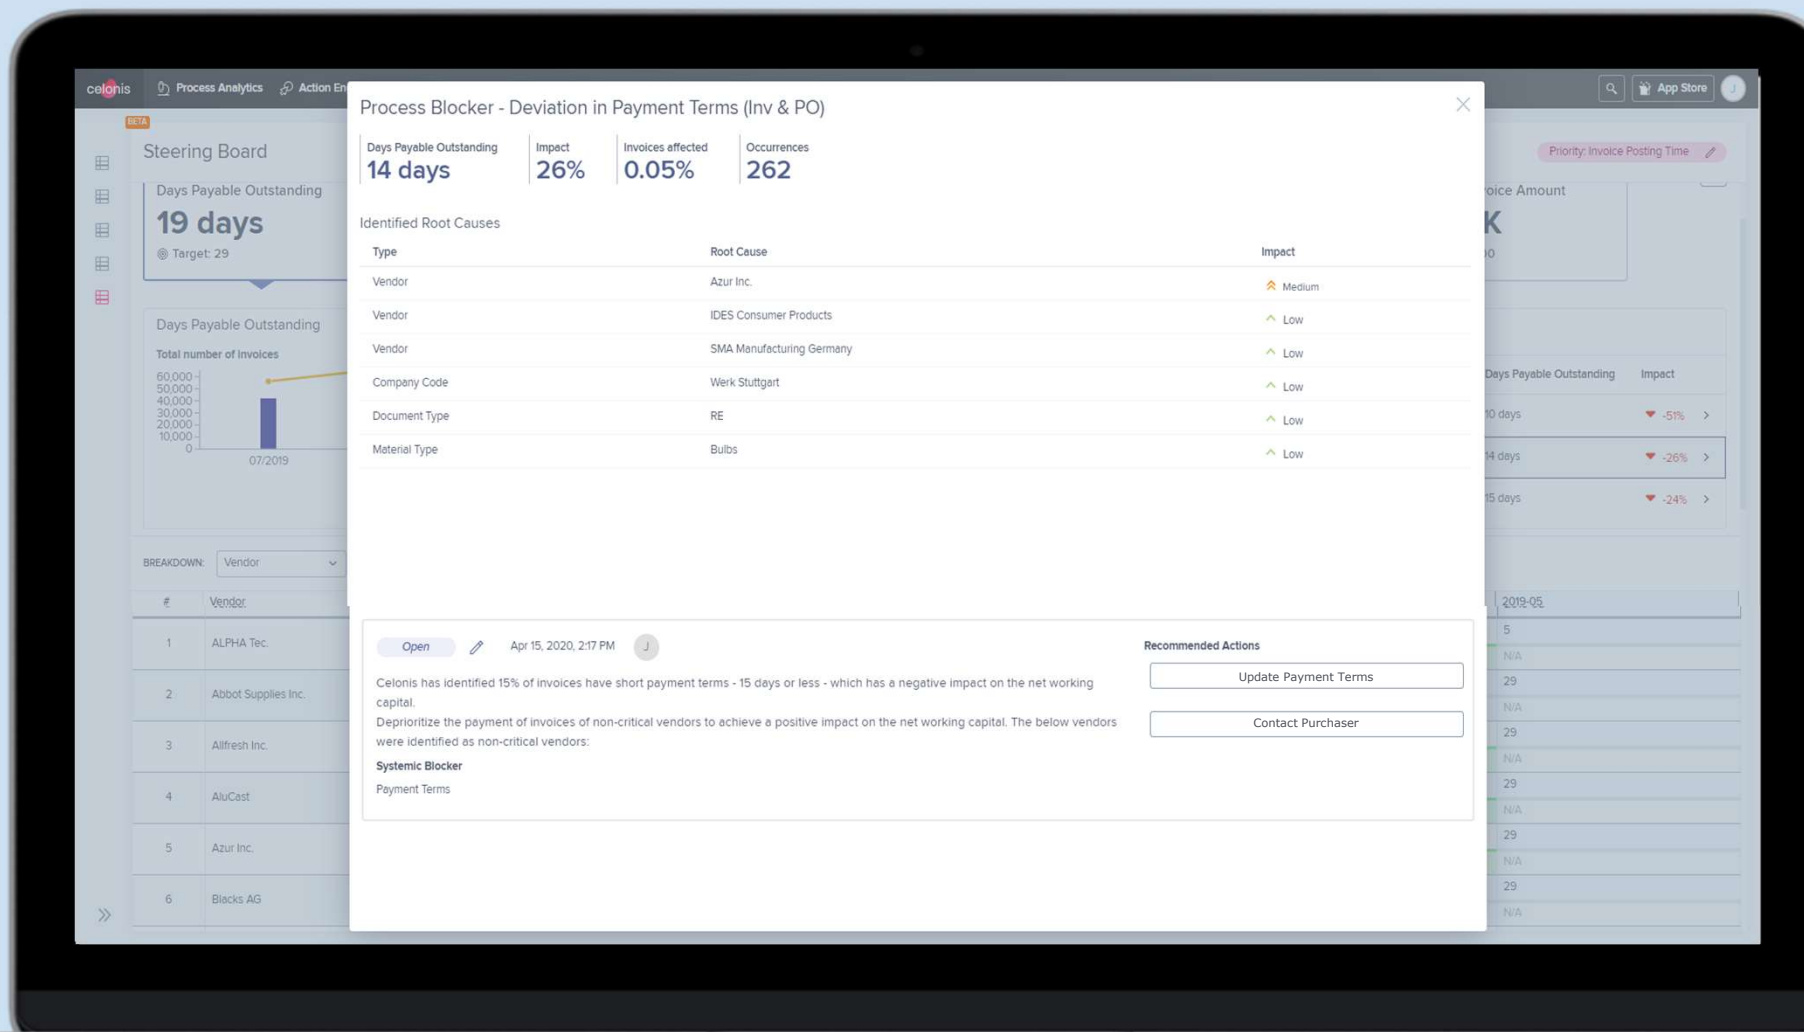 celonis
Process Analytics
Action En
App Store
J
BETA
Steering Board
Priority: Invoice Posting Time
Days Payable Outstanding
19 days
Target: 29
oice Amount
K
00
Days Payable Outstanding
Total number of invoices
60,000
50,000
40,000
30,000
20,000
10,000
0
07/2019
Process Blocker - Deviation in Payment Terms (Inv & PO)
Days Payable Outstanding
14 days
Impact
26%
Invoices affected
0.05%
Occurrences
262
Identified Root Causes
Type Root Cause Impact
Vendor Azur Inc. Medium
Vendor IDES Consumer Products Low
Vendor SMA Manufacturing Germany Low
Company Code Werk Stuttgart Low
Document Type RE Low
Material Type Bulbs Low
Days Payable Outstanding Impact
10 days -51%
14 days -26%
15 days -24%
BREAKDOWN: Vendor
# Vendor
1 ALPHA Tec.
2 Abbot Supplies Inc.
3 Allfresh Inc.
4 AluCast
5 Azur Inc.
6 Blacks AG
Open Apr 15, 2020, 2:17 PM J
Celonis has identified 15% of invoices have short payment terms - 15 days or less - which has a negative impact on the net working
capital.
Deprioritize the payment of invoices of non-critical vendors to achieve a positive impact on the net working capital. The below vendors
were identified as non-critical vendors:
Systemic Blocker
Payment Terms
Recommended Actions
Update Payment Terms
Contact Purchaser
2019-05
5
N/A
29
N/A
29
N/A
29
N/A
29
N/A
29
N/A